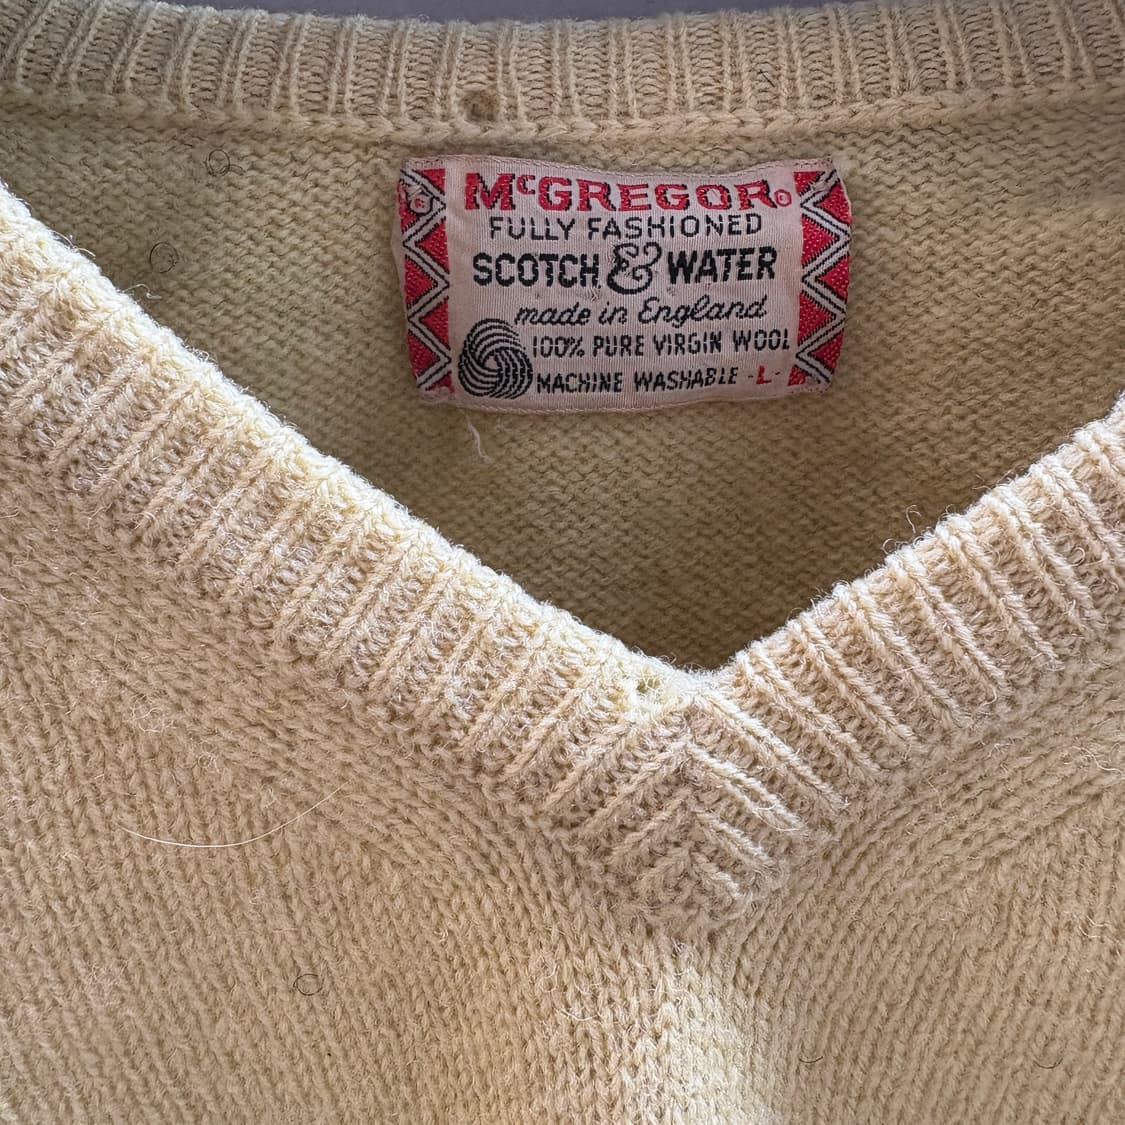 McGREGOR®
FULLY FASHIONED
SCOTCH & WATER
made in England
100% PURE VIRGIN WOOL
MACHINE WASHABLE -L-